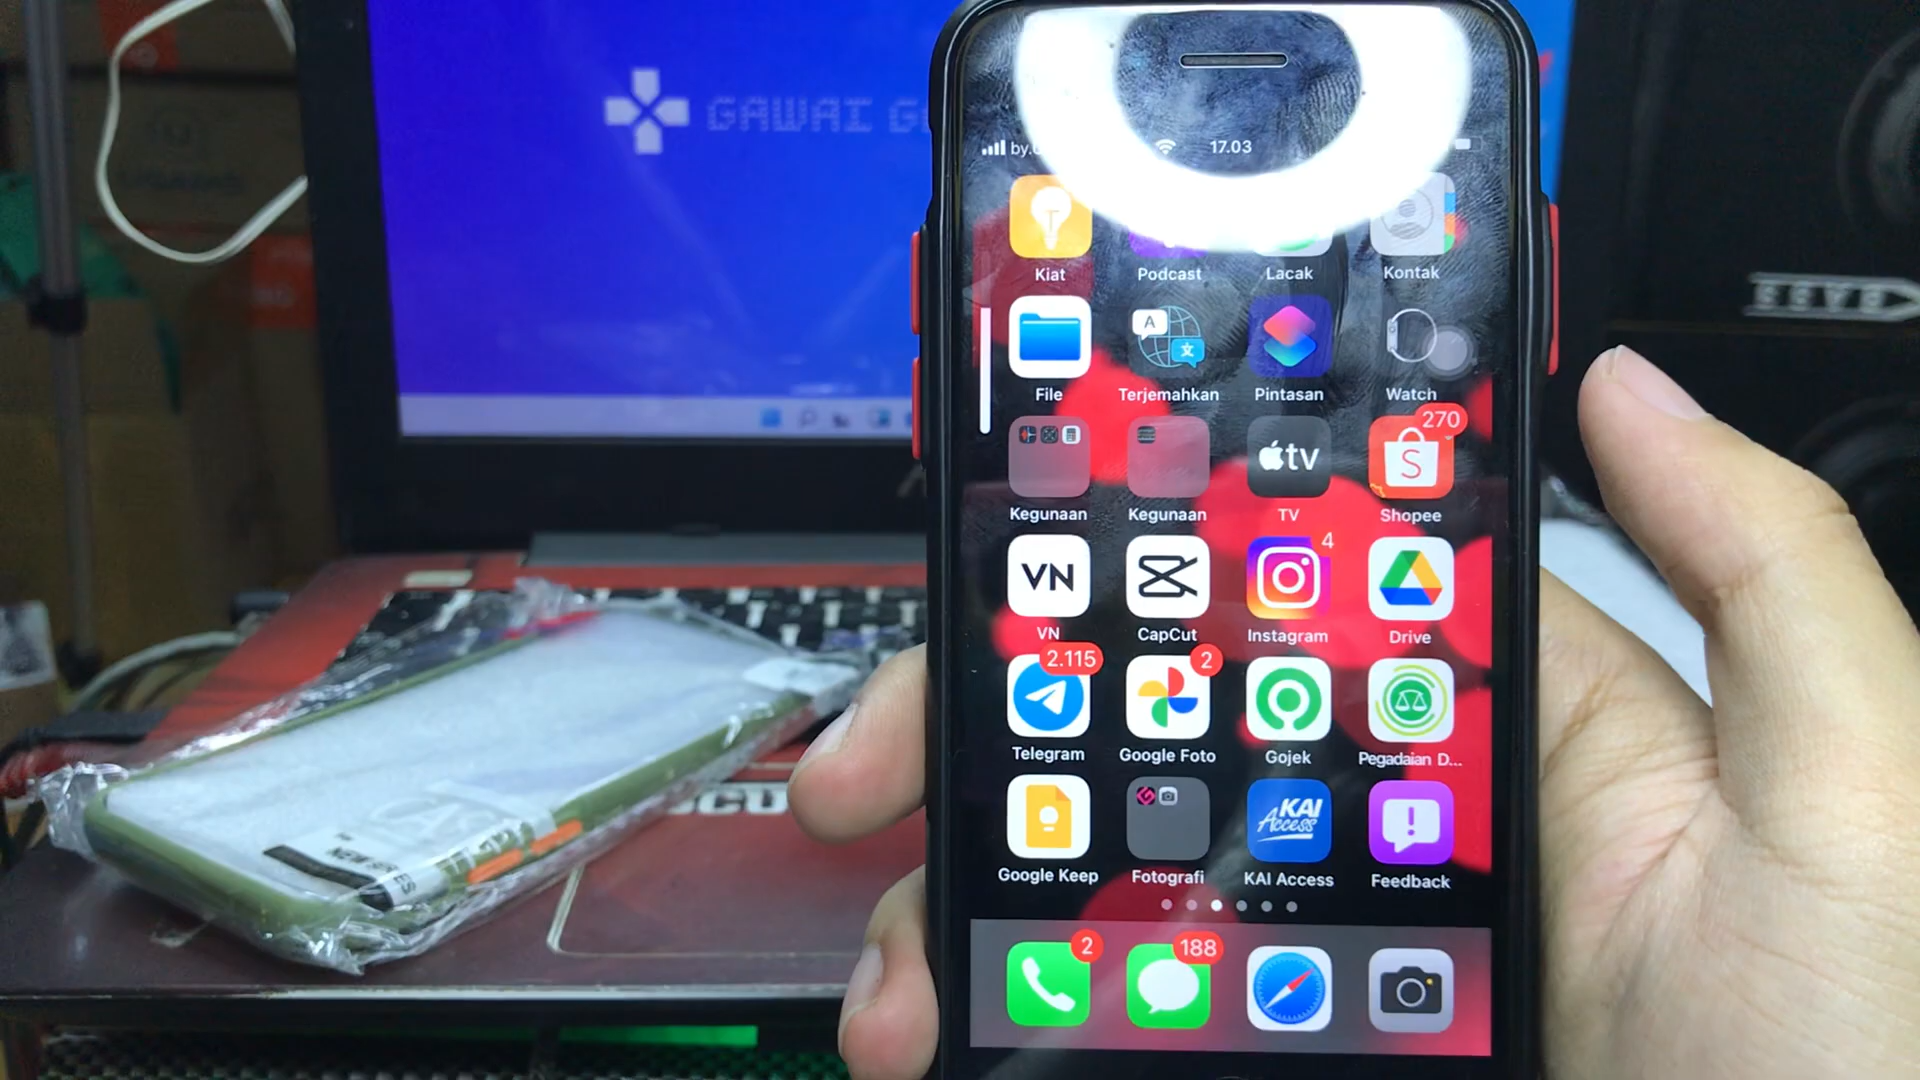 GAWAI G
by.
17.03
Kiat
Podcast
Lacak
Kontak
File
Terjemahkan
Pintasan
Watch
Kegunaan
Kegunaan
tv
TV
270
S
Shopee
VN
VN
CapCut
4
Instagram
Drive
2.115
Telegram
2
Google Foto
Gojek
Pegadaian D...
Google Keep
Fotografi
KAI
Access
KAI Access
Feedback
2
188
BASS